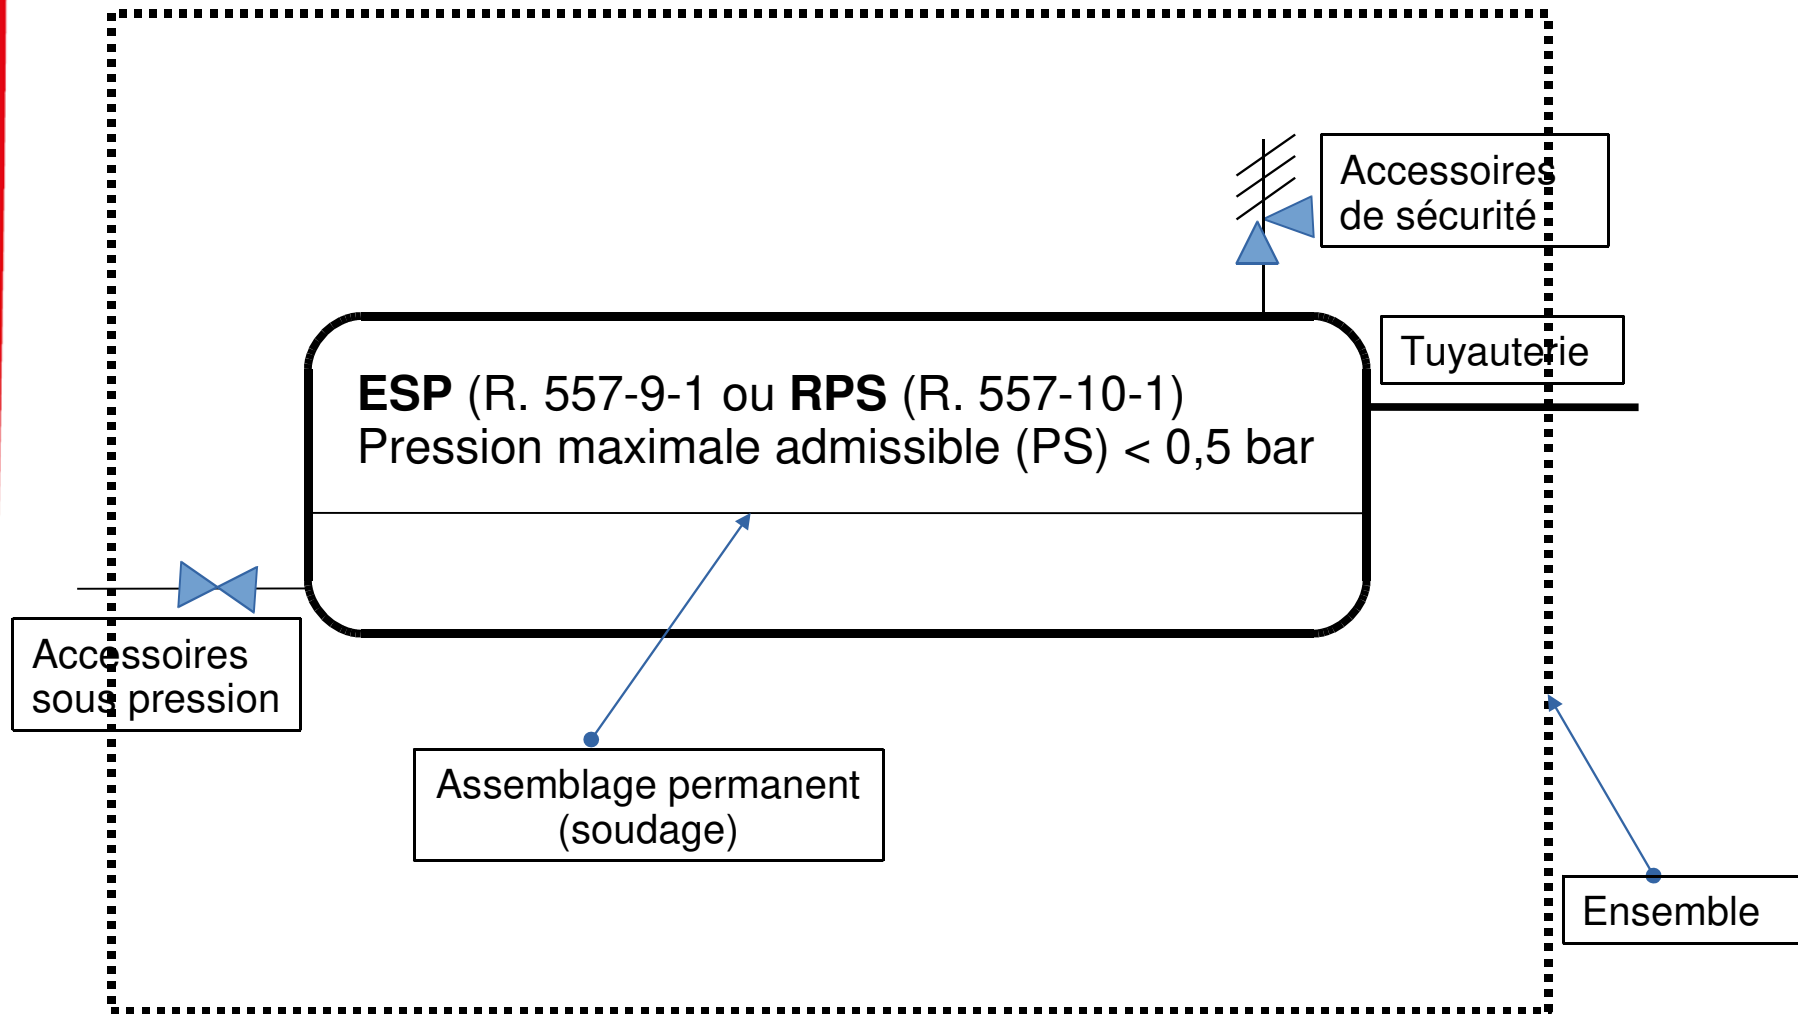 Accessoires
de sécurité
Tuyauterie
ESP (R. 557-9-1 ou RPS (R. 557-10-1)
Pression maximale admissible (PS) < 0,5 bar
Accessoires
sous pression
Assemblage permanent
(soudage)
Ensemble